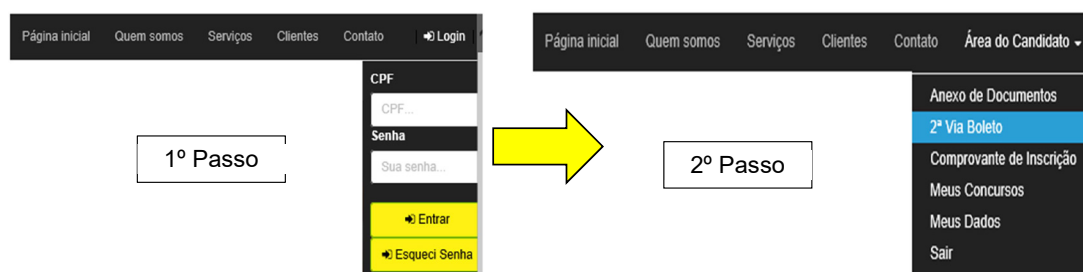 Página inicial Quem somos Serviços Clientes Contato Login
CPF
CPF...
Senha
Sua senha...
Entrar
Esqueci Senha
1º Passo
Página inicial Quem somos Serviços Clientes Contato Área do Candidato
Anexo de Documentos
2ª Via Boleto
Comprovante de Inscrição
Meus Concursos
Meus Dados
Sair
2º Passo